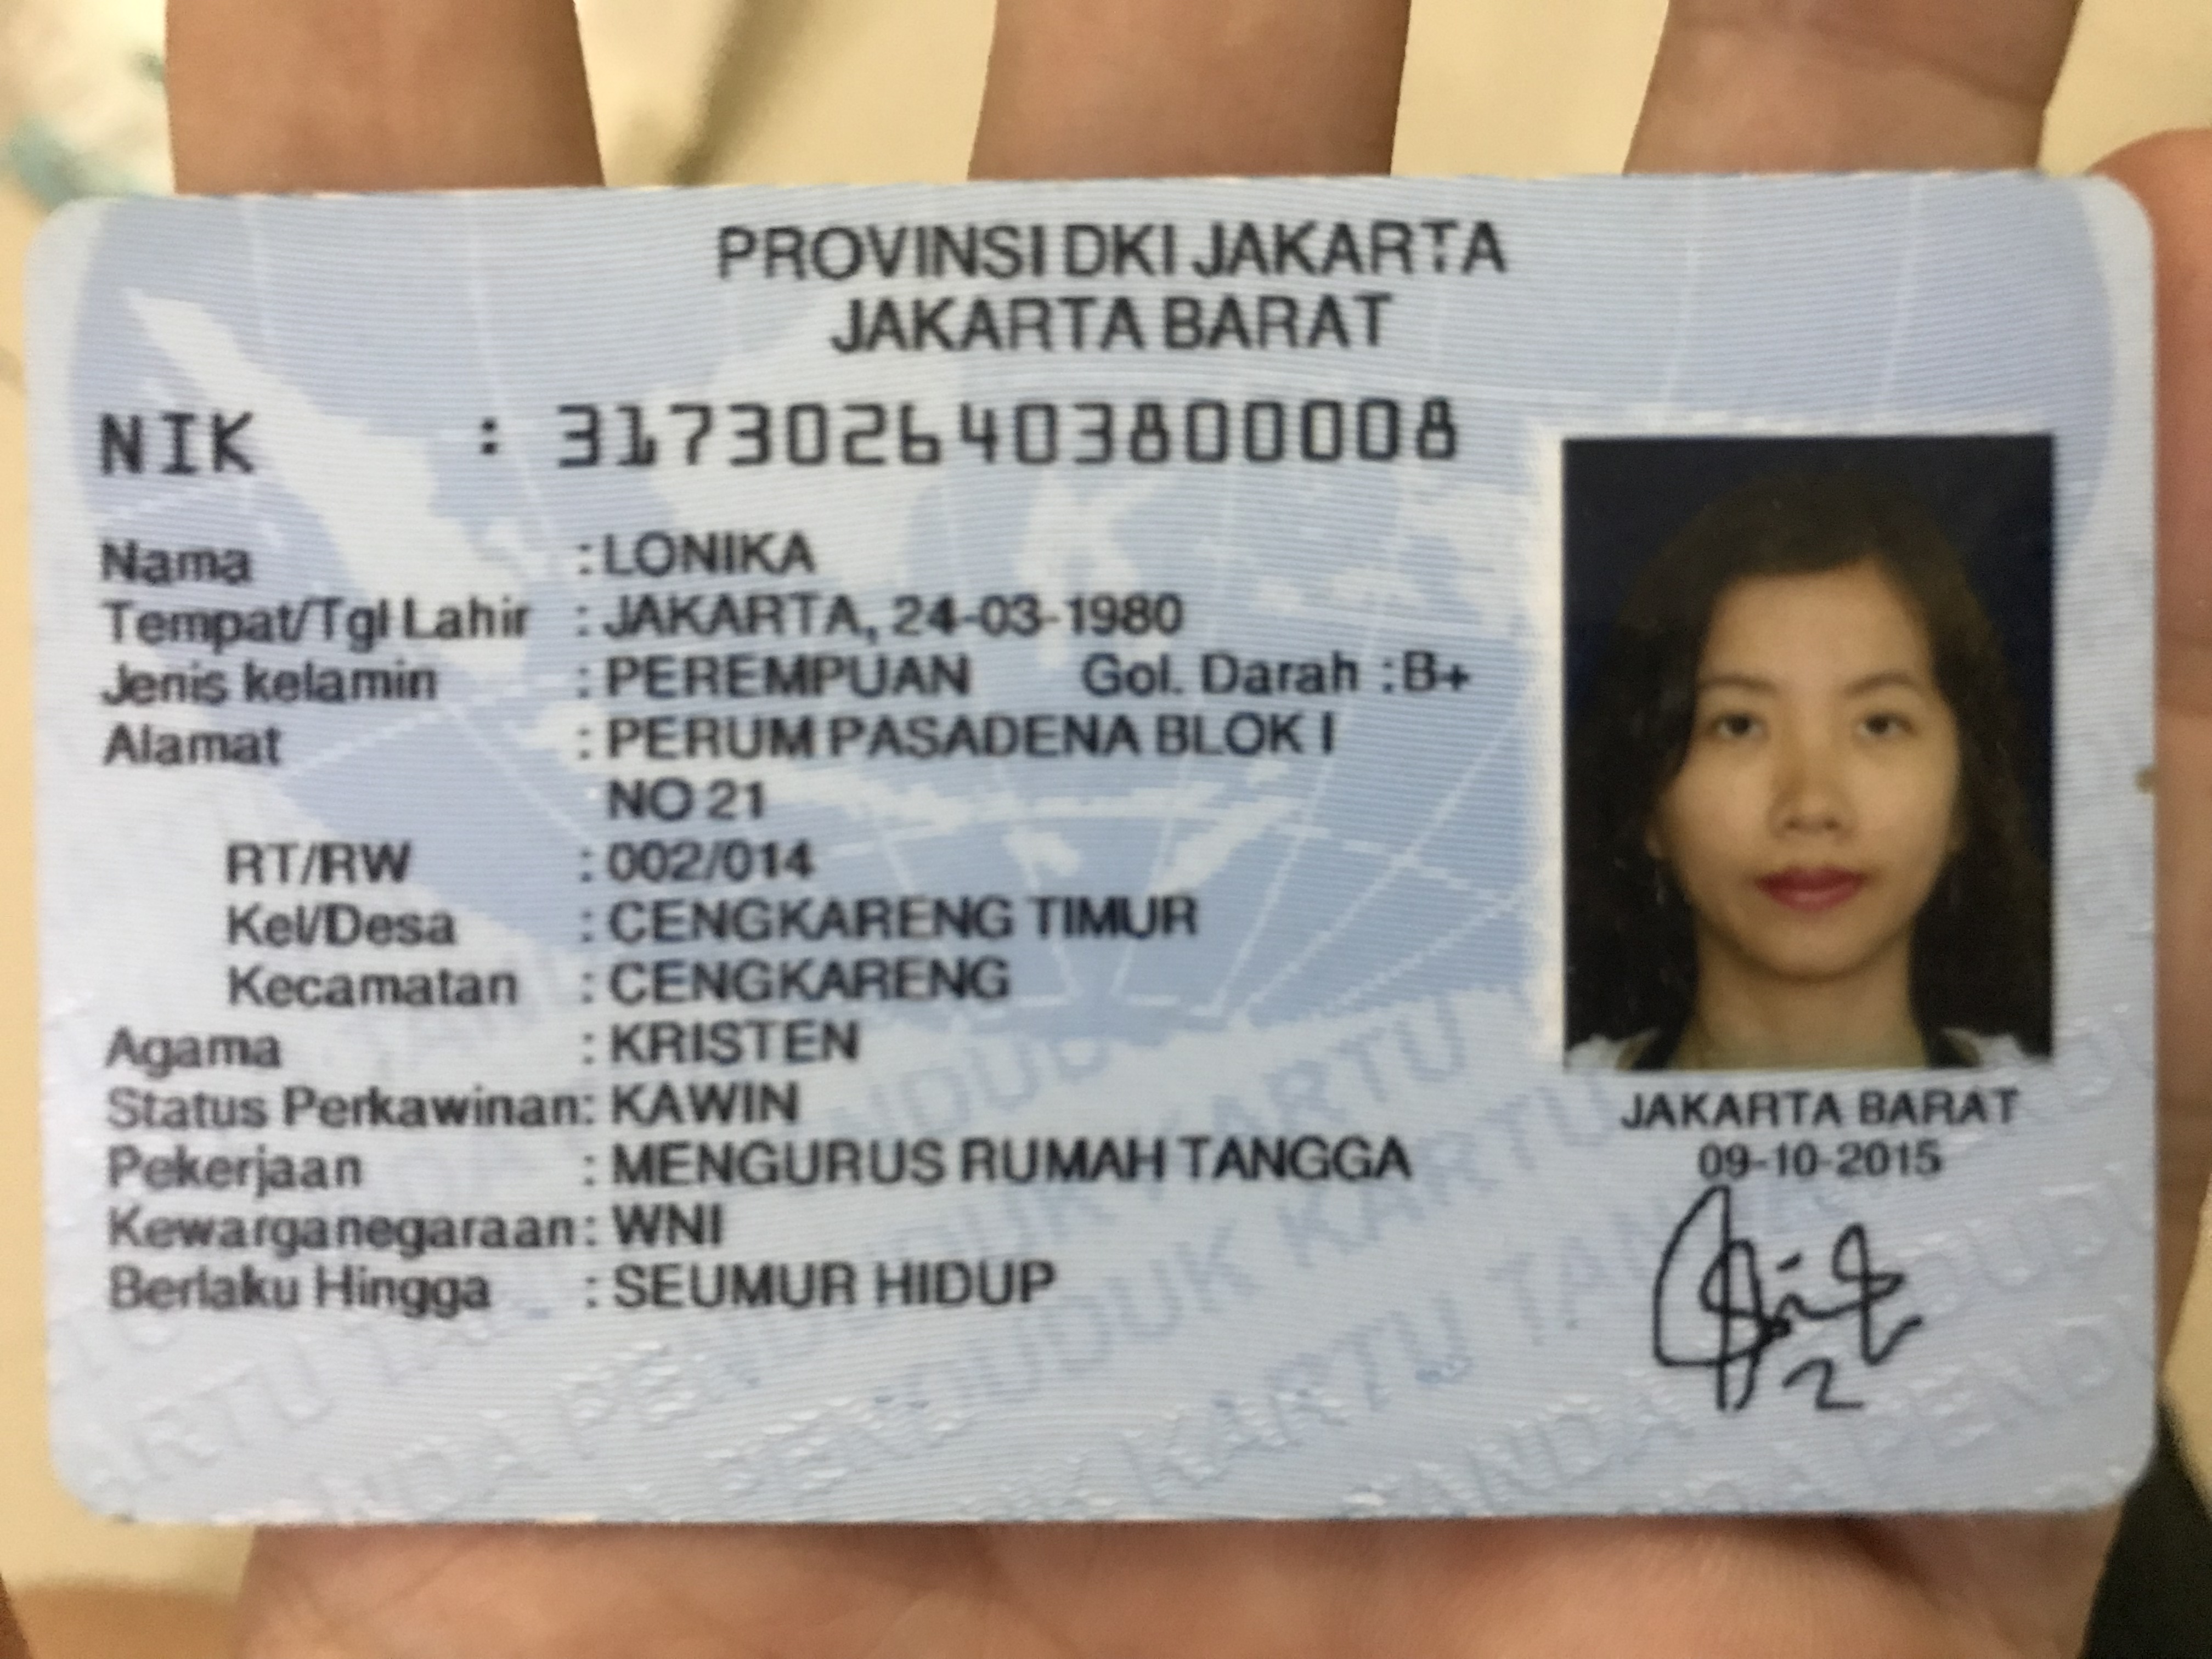 PROVINSI DKI JAKARTA
JAKARTA BARAT
NIK : 3173026403800008
Nama : LONIKA
Tempat/Tgl Lahir : JAKARTA, 24-03-1980
Jenis kelamin : PEREMPUAN Gol. Darah : B+
Alamat : PERUM PASADENA BLOK I
NO 21
RT/RW : 002/014
Kel/Desa : CENGKARENG TIMUR
Kecamatan : CENGKARENG
Agama : KRISTEN
Status Perkawinan: KAWIN
Pekerjaan : MENGURUS RUMAH TANGGA
Kewarganegaraan: WNI
Berlaku Hingga : SEUMUR HIDUP
JAKARTA BARAT
09-10-2015